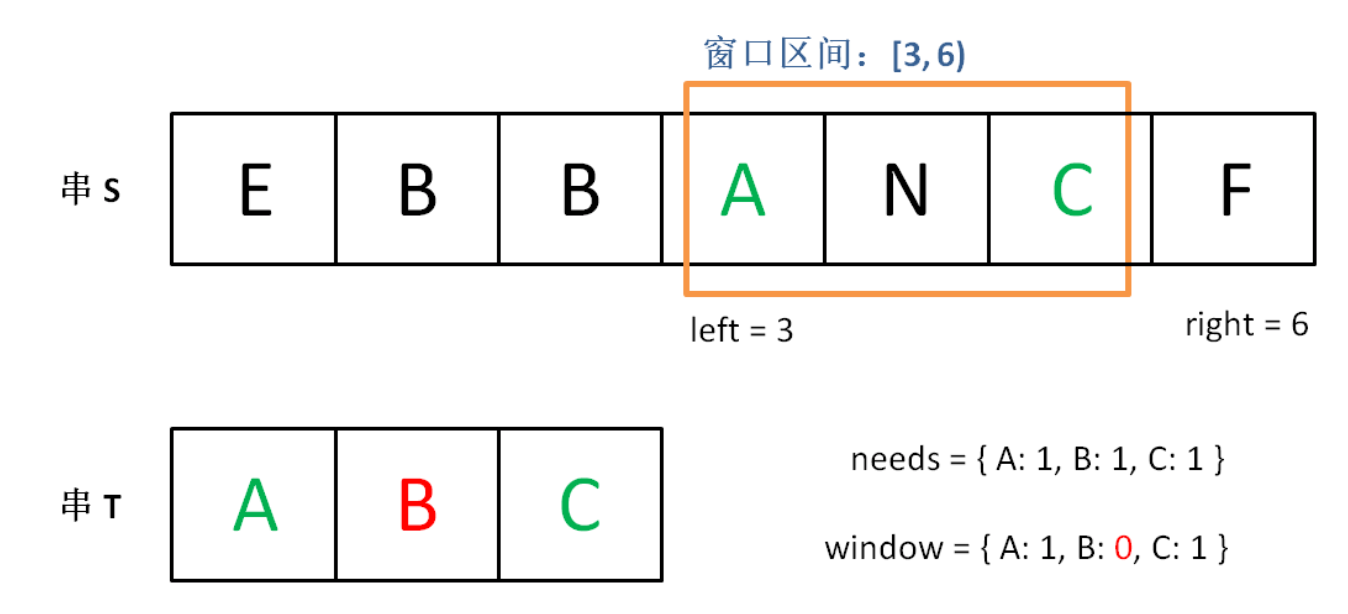 窗口区间：[3, 6)
串 S E B B A N C F
left = 3 right = 6
串 T A B C
needs = { A: 1, B: 1, C: 1 }
window = { A: 1, B: 0, C: 1 }